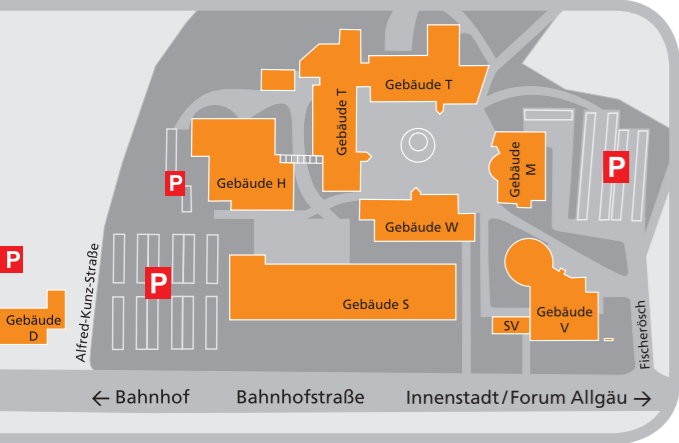 Gebäude T
Gebäude T
Gebäude M
P
P
Gebäude H
Gebäude W
P
Alfred-Kunz-Straße
P
Gebäude S
Gebäude
V
SV
Gebäude
D
Fischerösch
← Bahnhof
Bahnhofstraße
Innenstadt/Forum Allgäu →